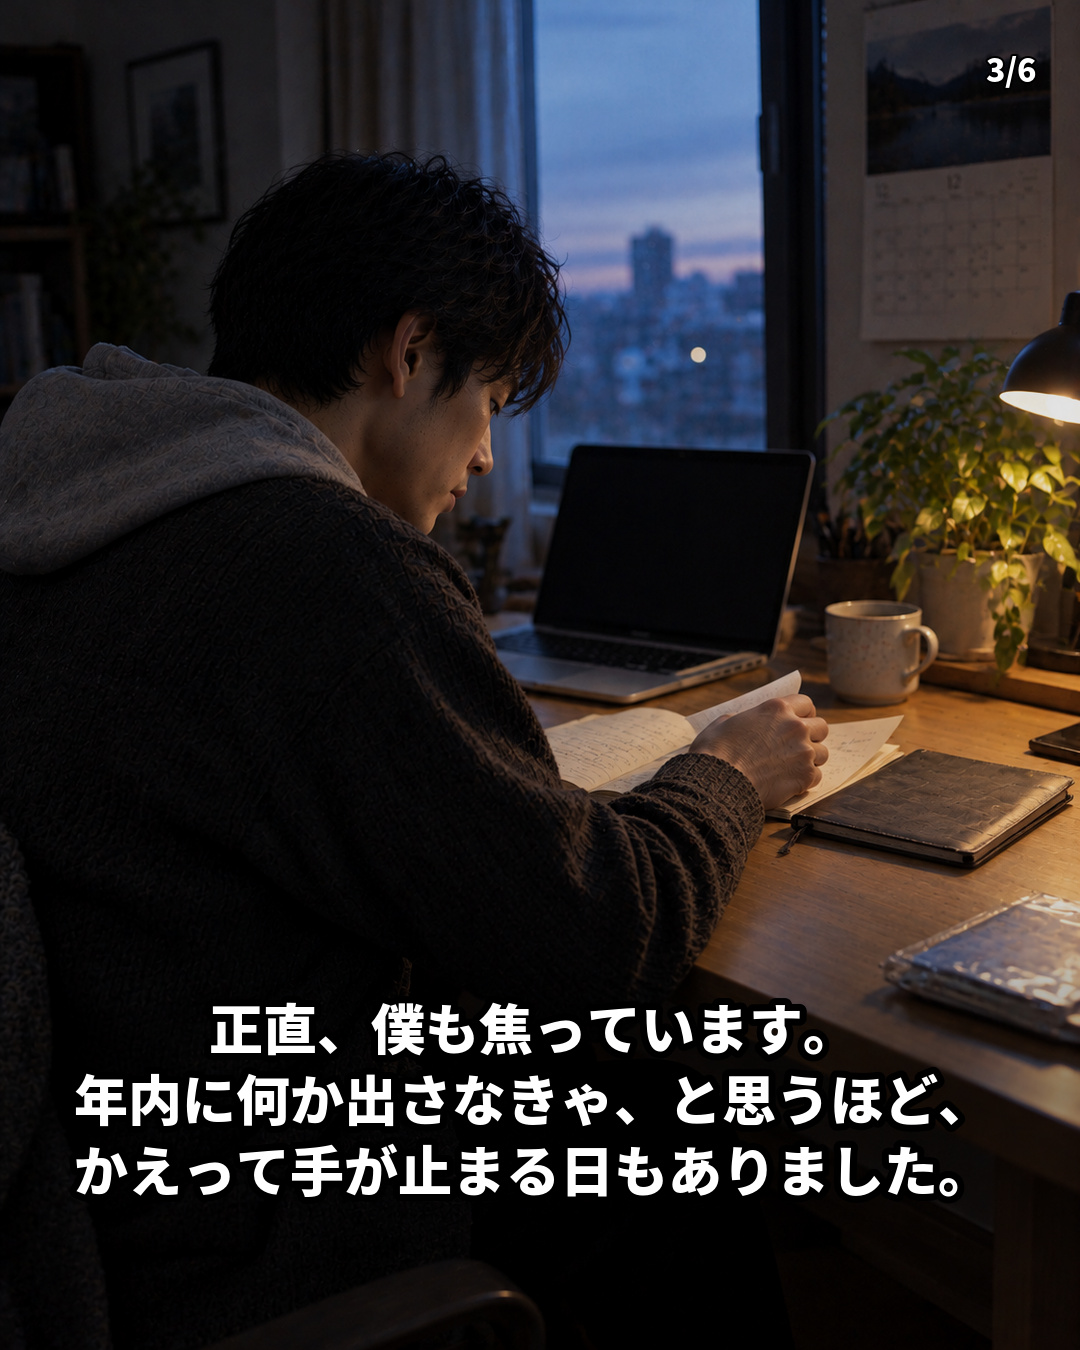 3/6
12
正直、僕も焦っています。
年内に何か出さなきゃ、と思うほど、
かえって手が止まる日もありました。